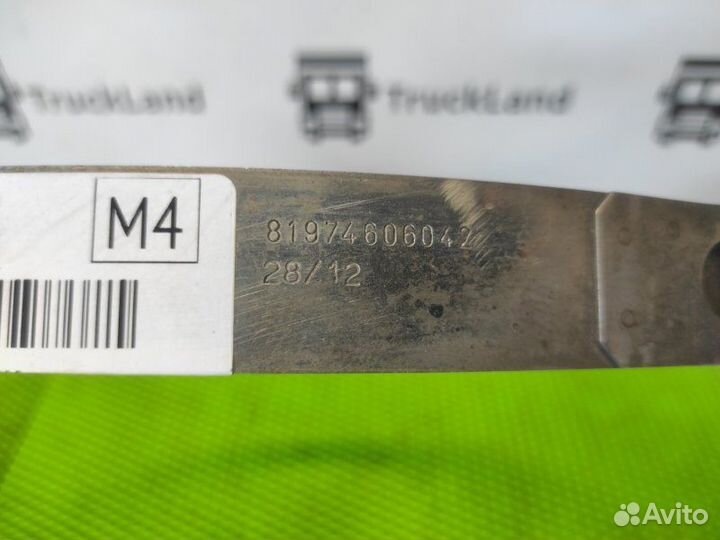 TruckLand
TruckLand
M4
81974606042
28/12
Avito